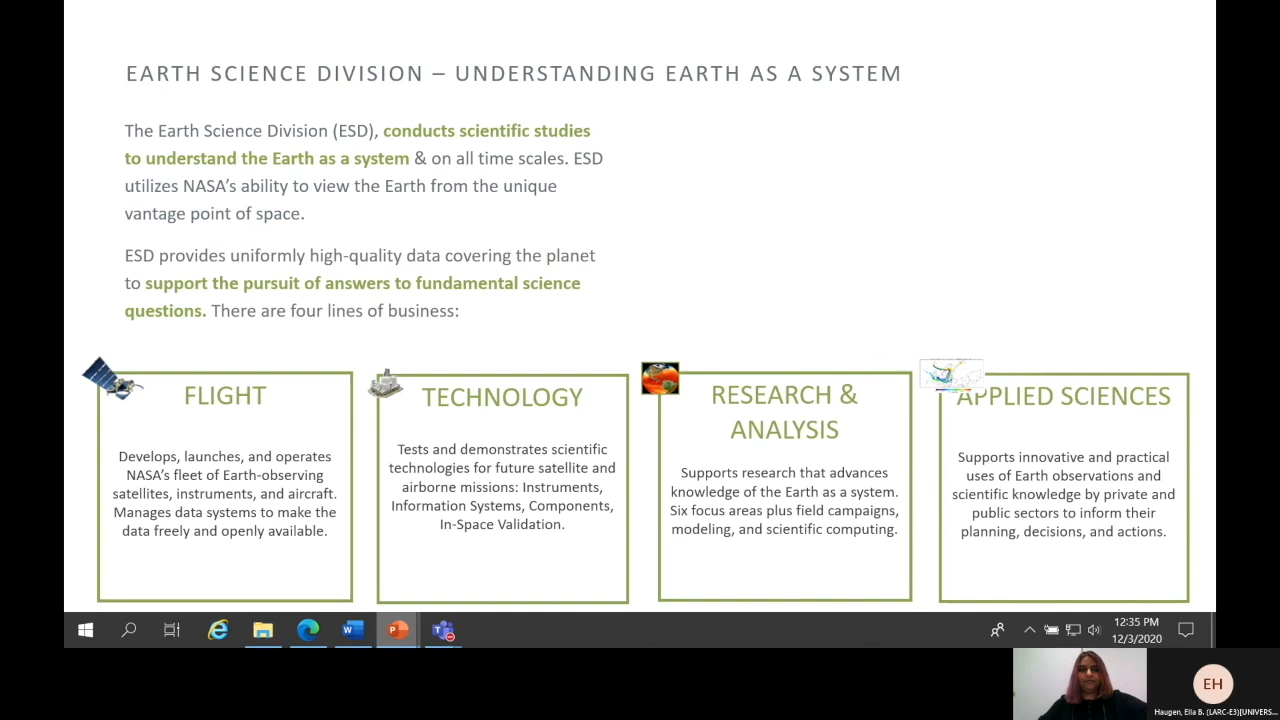 EARTH SCIENCE DIVISION – UNDERSTANDING EARTH AS A SYSTEM
The Earth Science Division (ESD), conducts scientific studies
to understand the Earth as a system & on all time scales. ESD
utilizes NASA’s ability to view the Earth from the unique
vantage point of space.
ESD provides uniformly high-quality data covering the planet
to support the pursuit of answers to fundamental science
questions. There are four lines of business:
FLIGHT
Develops, launches, and operates
NASA’s fleet of Earth-observing
satellites, instruments, and aircraft.
Manages data systems to make the
data freely and openly available.
TECHNOLOGY
Tests and demonstrates scientific
technologies for future satellite and
airborne missions: Instruments,
Information Systems, Components,
In-Space Validation.
RESEARCH &
ANALYSIS
Supports research that advances
knowledge of the Earth as a system.
Six focus areas plus field campaigns,
modeling, and scientific computing.
APPLIED SCIENCES
Supports innovative and practical
uses of Earth observations and
scientific knowledge by private and
public sectors to inform their
planning, decisions, and actions.
12:35 PM
12/3/2020
EH
Haugen, Ella B. (LARC-E3)[UNIVERS...